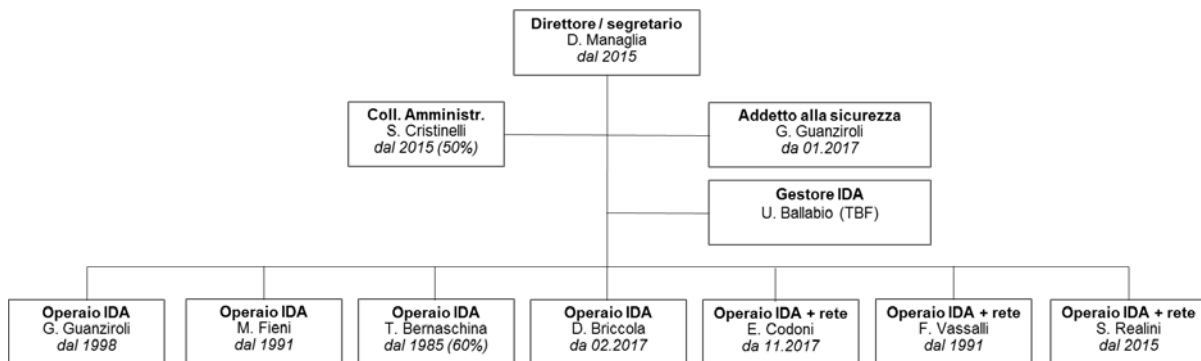 Direttore / segretario
D. Managlia
dal 2015
Coll. Amministr.
S. Cristinelli
dal 2015 (50%)
Addetto alla sicurezza
G. Guanziroli
da 01.2017
Gestore IDA
U. Ballabio (TBF)
Operaio IDA
G. Guanziroli
dal 1998
Operaio IDA
M. Fieni
dal 1991
Operaio IDA
T. Bernaschina
dal 1985 (60%)
Operaio IDA
D. Briccola
da 02.2017
Operaio IDA + rete
E. Codoni
da 11.2017
Operaio IDA + rete
F. Vassalli
dal 1991
Operaio IDA + rete
S. Realini
dal 2015